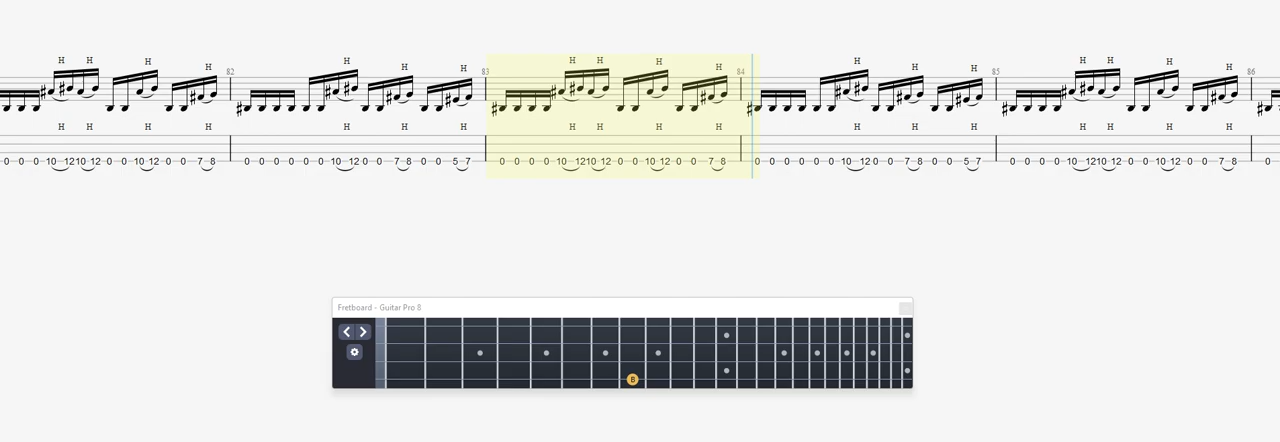 H H H H H H H H H H H H H H H H H H H
82 83 84 85 86
H H H H H H H H H H H H H H H H H H H
0 0 0 10 12 10 12 0 0 10 12 0 0 7 8 0 0 0 0 0 0 10 12 0 0 7 8 0 0 5 7 0 0 0 0 10 12 10 12 0 0 10 12 0 0 7 8 0 0 0 0 0 0 10 12 0 0 7 8 0 0 5 7 0 0 0 0 10 12 10 12 0 0 10 12 0 0 7 8 0
Fretboard - Guitar Pro 8
B